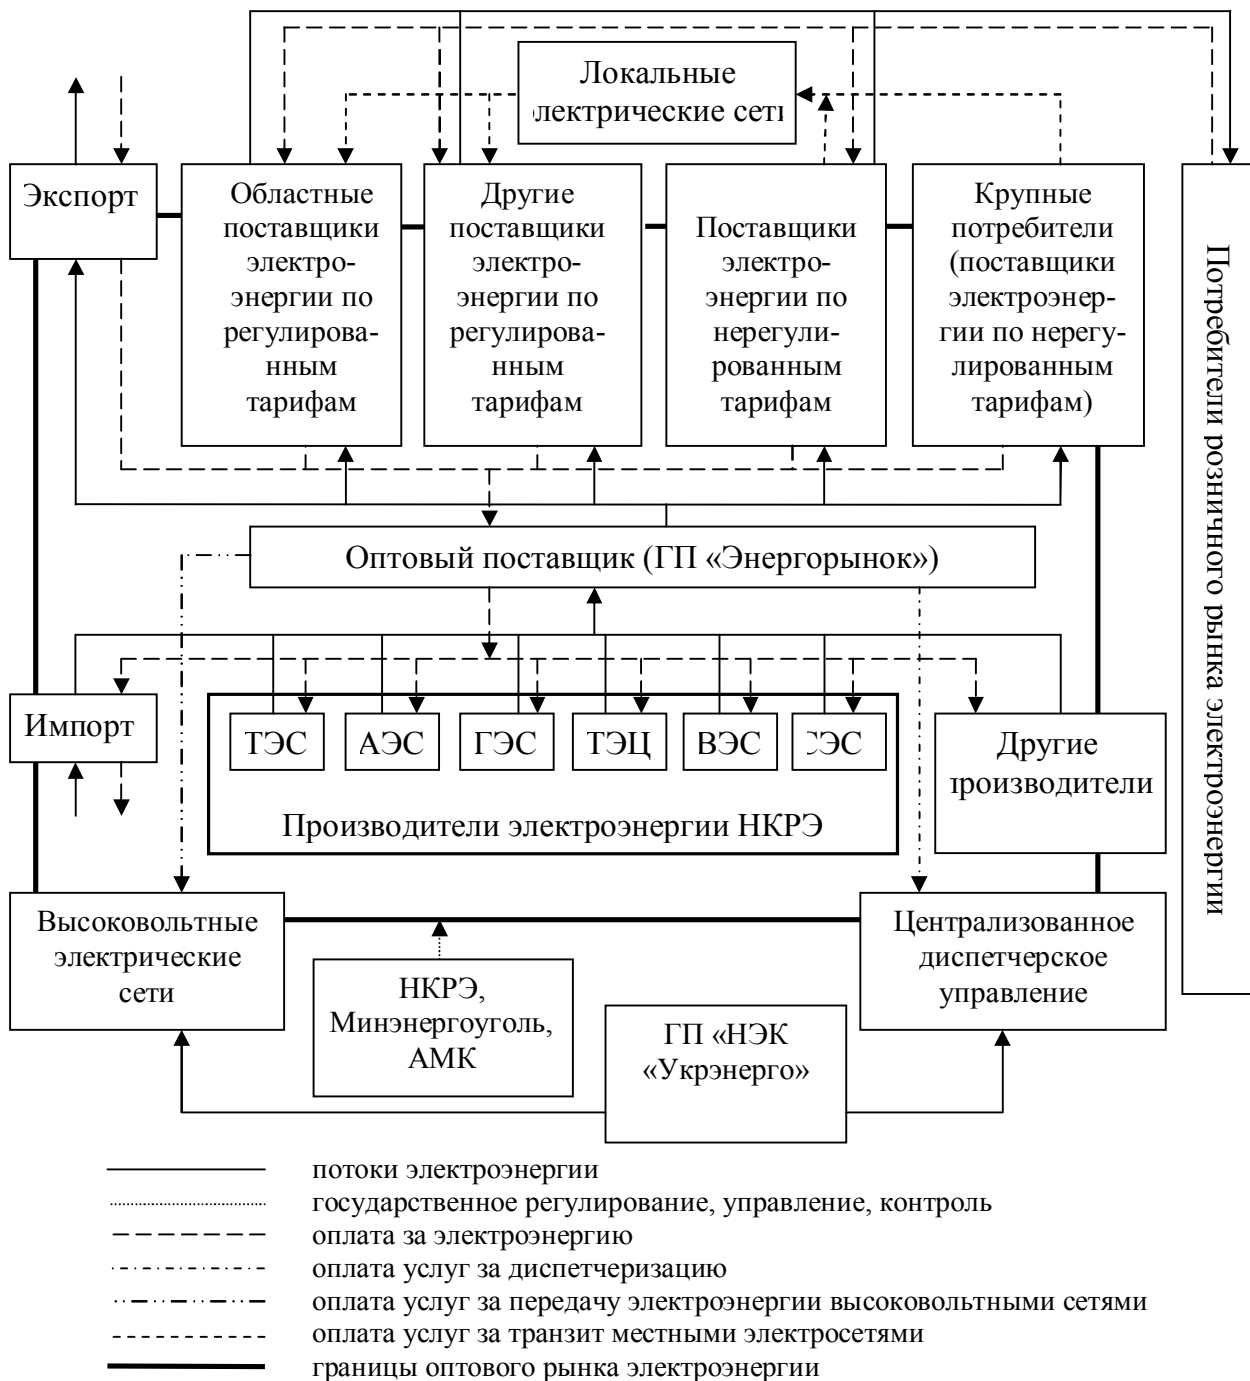 Локальные
лектрические сет
Экспорт
Областные
поставщики
электро-
энергии по
регулирова-
нным
тарифам
Другие
поставщики
электро-
энергии по
регулирова-
нным
тарифам
Поставщики
электро-
энергии по
нерегули-
рованным
тарифам
Крупные
потребители
(поставщики
электроэнер-
гии по нерегу-
лированным
тарифам)
Потребители розничного рынка электроэнергии
Оптовый поставщик (ГП «Энергорынок»)
Импорт
ТЭС
АЭС
ГЭС
ТЭЦ
ВЭС
СЭС
Производители электроэнергии НКРЭ
Другие
производители
Высоковольтные
электрические
сети
НКРЭ,
Минэнергоуголь,
АМК
ГП «НЭК
«Укрэнерго»
Централизованное
диспетчерское
управление
потоки электроэнергии
государственное регулирование, управление, контроль
оплата за электроэнергию
оплата услуг за диспетчеризацию
оплата услуг за передачу электроэнергии высоковольтными сетями
оплата услуг за транзит местными электросетями
границы оптового рынка электроэнергии